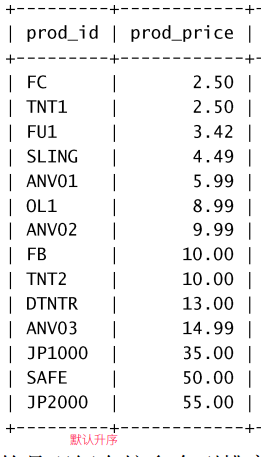 +---------+------------+
| prod_id | prod_price |
+---------+------------+
| FC      |       2.50 |
| TNT1    |       2.50 |
| FU1     |       3.42 |
| SLING   |       4.49 |
| ANV01   |       5.99 |
| OL1     |       8.99 |
| ANV02   |       9.99 |
| FB      |      10.00 |
| TNT2    |      10.00 |
| DTNTR   |      13.00 |
| ANV03   |      14.99 |
| JP1000  |      35.00 |
| SAFE    |      50.00 |
| JP2000  |      55.00 |
+---------+------------+
默认升序